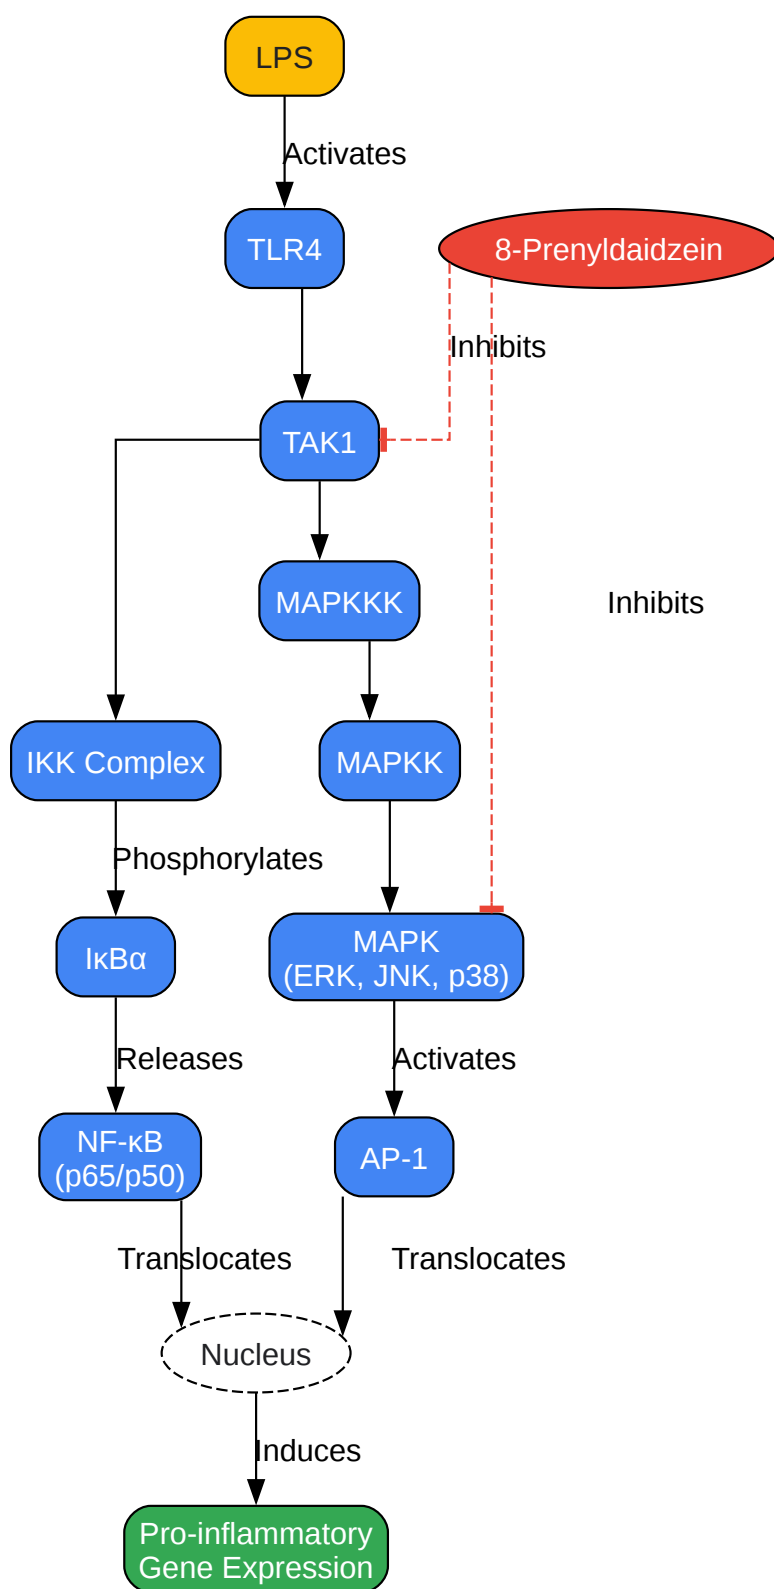 LPS
Activates
TLR4
8-Prenyldaidzein
Inhibits
TAK1
MAPKKK
Inhibits
IKK Complex
MAPKK
Phosphorylates
IκBα
MAPK
(ERK, JNK, p38)
Releases
Activates
NF-κB
(p65/p50)
AP-1
Translocates
Translocates
Nucleus
Induces
Pro-inflammatory
Gene Expression